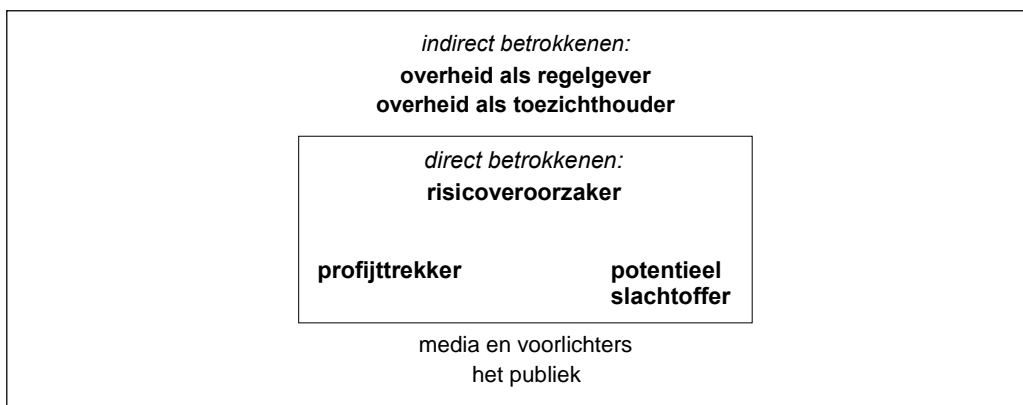 indirect betrokkenen:
overheid als regelgever
overheid als toezichthouder
direct betrokkenen:
risicoveroorzaker
profijttrekker potentieel
slachtoffer
media en voorlichters
het publiek